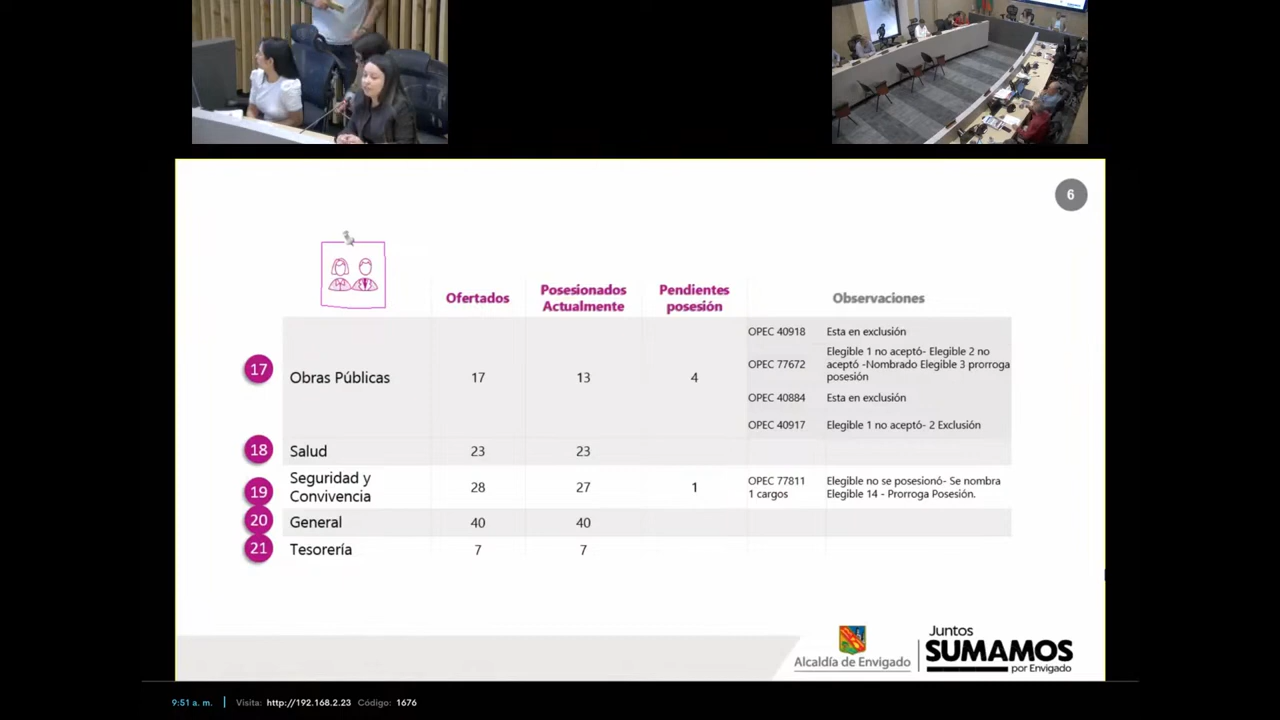 6
Ofertados
Posesionados
Actualmente
Pendientes
posesión
Observaciones
17
Obras Públicas
17
13
4
OPEC 40918
Esta en exclusión
OPEC 77672
Elegible 1 no aceptó- Elegible 2 no
aceptó -Nombrado Elegible 3 prorroga
posesión
OPEC 40884
Esta en exclusión
OPEC 40917
Elegible 1 no aceptó- 2 Exclusión
18
Salud
23
23
19
Seguridad y
Convivencia
28
27
1
OPEC 77811
1 cargos
Elegible no se posesionó- Se nombra
Elegible 14 - Prorroga Posesión.
20
General
40
40
21
Tesorería
7
7
Alcaldía de Envigado
Juntos
SUMAMOS
por Envigado
9:51 a. m. | Visita: http://192.168.2.23 Código: 1676